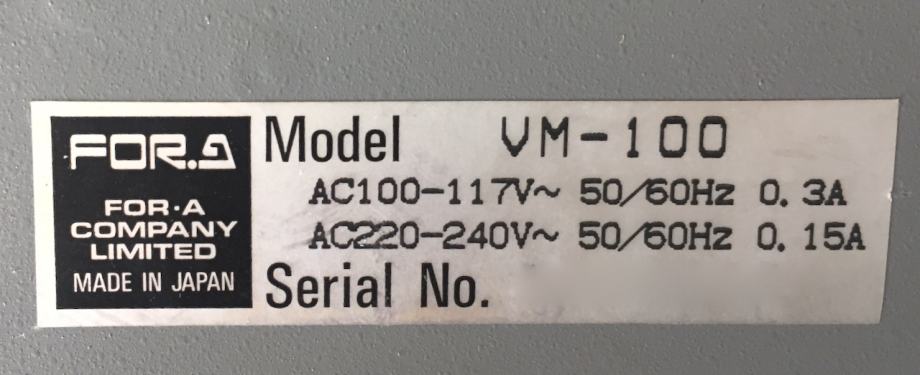 FOR.A
FOR·A
COMPANY
LIMITED
MADE IN JAPAN
Model VM-100
AC100-117V~ 50/60Hz 0.3A
AC220-240V~ 50/60Hz 0.15A
Serial No.